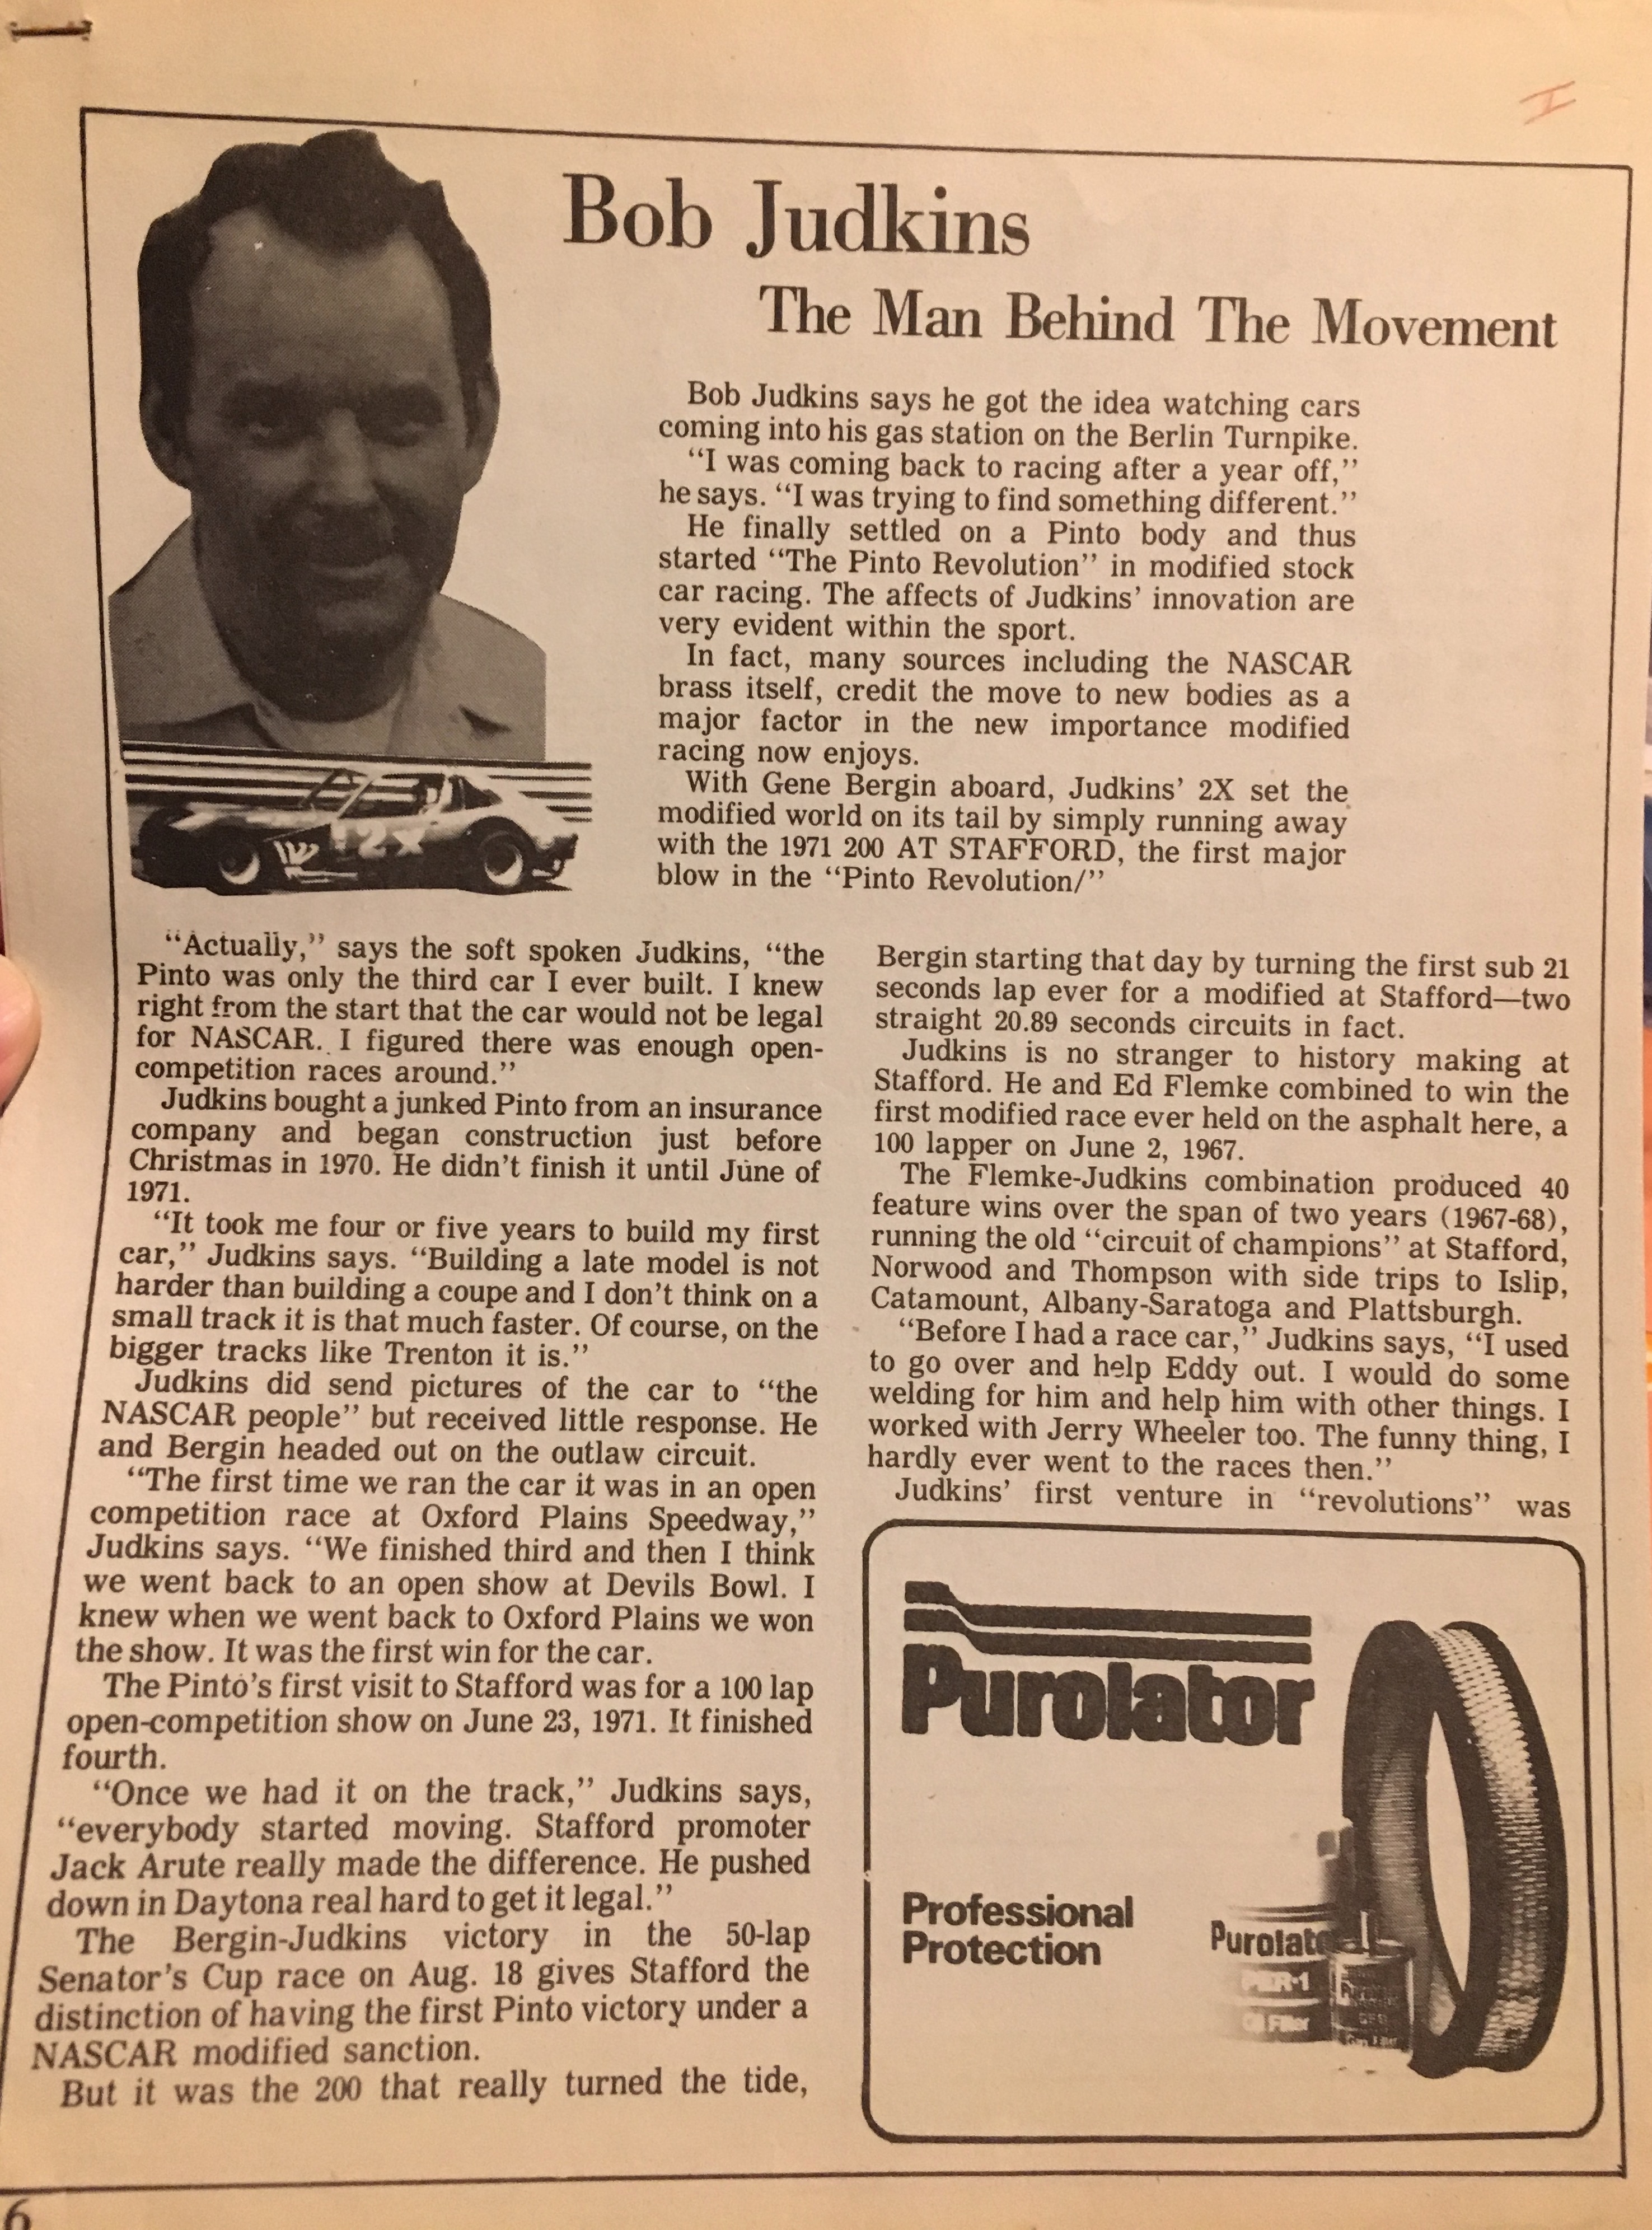 Bob Judkins
The Man Behind The Movement
Bob Judkins says he got the idea watching cars
coming into his gas station on the Berlin Turnpike.
“I was coming back to racing after a year off,”
he says. “I was trying to find something different.”
He finally settled on a Pinto body and thus
started “The Pinto Revolution” in modified stock
car racing. The affects of Judkins’ innovation are
very evident within the sport.
In fact, many sources including the NASCAR
brass itself, credit the move to new bodies as a
major factor in the new importance modified
racing now enjoys.
With Gene Bergin aboard, Judkins’ 2X set the
modified world on its tail by simply running away
with the 1971 200 AT STAFFORD, the first major
blow in the “Pinto Revolution/”
2X
“Actually,” says the soft spoken Judkins, “the
Pinto was only the third car I ever built. I knew
right from the start that the car would not be legal
for NASCAR. I figured there was enough open-
competition races around.”
Judkins bought a junked Pinto from an insurance
company and began construction just before
Christmas in 1970. He didn’t finish it until June of
1971.
“It took me four or five years to build my first
car,” Judkins says. “Building a late model is not
harder than building a coupe and I don’t think on a
small track it is that much faster. Of course, on the
bigger tracks like Trenton it is.”
Judkins did send pictures of the car to “the
NASCAR people” but received little response. He
and Bergin headed out on the outlaw circuit.
“The first time we ran the car it was in an open
competition race at Oxford Plains Speedway,”
Judkins says. “We finished third and then I think
we went back to an open show at Devils Bowl. I
knew when we went back to Oxford Plains we won
the show. It was the first win for the car.
The Pinto’s first visit to Stafford was for a 100 lap
open-competition show on June 23, 1971. It finished
fourth.
“Once we had it on the track,” Judkins says,
“everybody started moving. Stafford promoter
Jack Arute really made the difference. He pushed
down in Daytona real hard to get it legal.”
The Bergin-Judkins victory in the 50-lap
Senator’s Cup race on Aug. 18 gives Stafford the
distinction of having the first Pinto victory under a
NASCAR modified sanction.
But it was the 200 that really turned the tide,
Bergin starting that day by turning the first sub 21
seconds lap ever for a modified at Stafford—two
straight 20.89 seconds circuits in fact.
Judkins is no stranger to history making at
Stafford. He and Ed Flemke combined to win the
first modified race ever held on the asphalt here, a
100 lapper on June 2, 1967.
The Flemke-Judkins combination produced 40
feature wins over the span of two years (1967-68),
running the old “circuit of champions” at Stafford,
Norwood and Thompson with side trips to Islip,
Catamount, Albany-Saratoga and Plattsburgh.
“Before I had a race car,” Judkins says, “I used
to go over and help Eddy out. I would do some
welding for him and help him with other things. I
worked with Jerry Wheeler too. The funny thing, I
hardly ever went to the races then.”
Judkins’ first venture in “revolutions” was
Purolator
Professional
Protection
Purolat
PER-1
Oil Filter
6